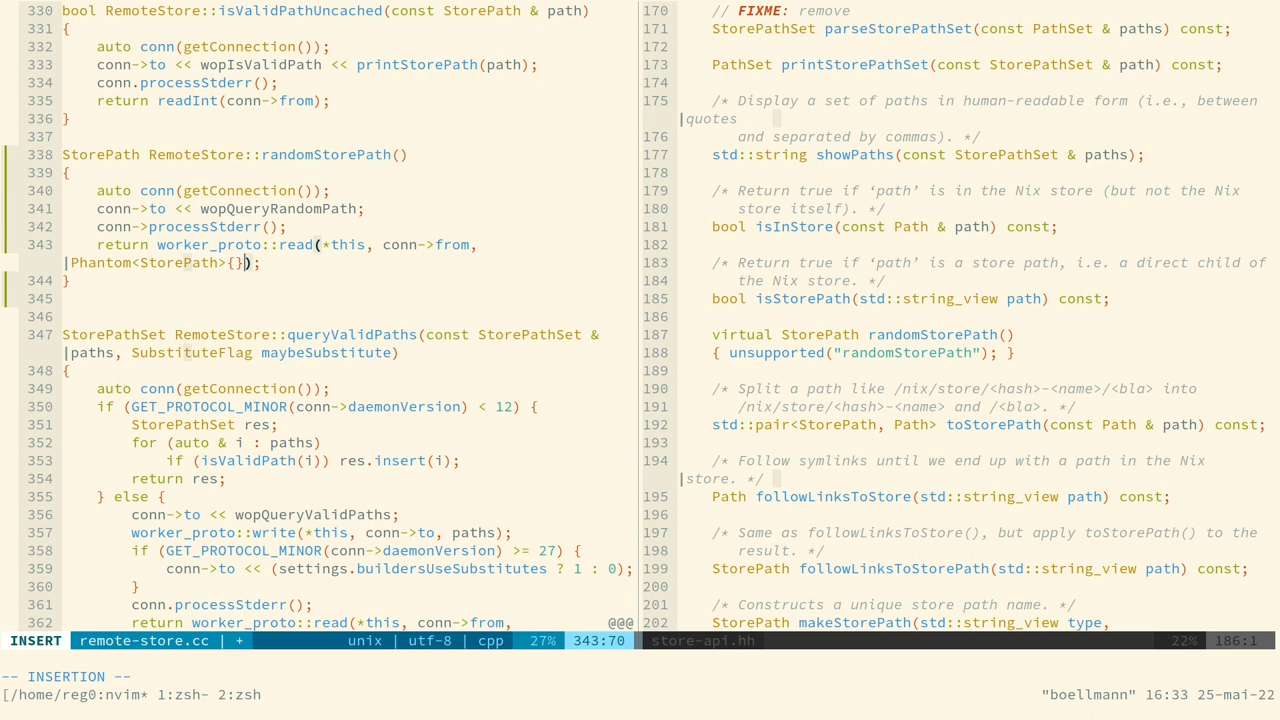 330 bool RemoteStore::isValidPathUncached(const StorePath & path)
331 {
332     auto conn(getConnection());
333     conn->to << wopIsValidPath << printStorePath(path);
334     conn.processStderr();
335     return readInt(conn->from);
336 }
337
338 StorePath RemoteStore::randomStorePath()
339 {
340     auto conn(getConnection());
341     conn->to << wopQueryRandomPath;
342     conn->processStderr();
343     return worker_proto::read(*this, conn->from,
|Phantom<StorePath>{});
344 }
345
346
347 StorePathSet RemoteStore::queryValidPaths(const StorePathSet &
|paths, SubstituteFlag maybeSubstitute)
348 {
349     auto conn(getConnection());
350     if (GET_PROTOCOL_MINOR(conn->daemonVersion) < 12) {
351         StorePathSet res;
352         for (auto & i : paths)
353             if (isValidPath(i)) res.insert(i);
354         return res;
355     } else {
356         conn->to << wopQueryValidPaths;
357         worker_proto::write(*this, conn->to, paths);
358         if (GET_PROTOCOL_MINOR(conn->daemonVersion) >= 27) {
359             conn->to << (settings.buildersUseSubstitutes ? 1 : 0);
360         }
361         conn.processStderr();
362         return worker_proto::read(*this, conn->from, @@@
170     // FIXME: remove
171     StorePathSet parseStorePathSet(const PathSet & paths) const;
172
173     PathSet printStorePathSet(const StorePathSet & path) const;
174
175     /* Display a set of paths in human-readable form (i.e., between
|quotes
176        and separated by commas). */
177     std::string showPaths(const StorePathSet & paths);
178
179     /* Return true if ‘path’ is in the Nix store (but not the Nix
180        store itself). */
181     bool isInStore(const Path & path) const;
182
183     /* Return true if ‘path’ is a store path, i.e. a direct child of
184        the Nix store. */
185     bool isStorePath(std::string_view path) const;
186
187     virtual StorePath randomStorePath()
188     { unsupported("randomStorePath"); }
189
190     /* Split a path like /nix/store/<hash>-<name>/<bla> into
191        /nix/store/<hash>-<name> and /<bla>. */
192     std::pair<StorePath, Path> toStorePath(const Path & path) const;
193
194     /* Follow symlinks until we end up with a path in the Nix
|store. */
195     Path followLinksToStore(std::string_view path) const;
196
197     /* Same as followLinksToStore(), but apply toStorePath() to the
198        result. */
199     StorePath followLinksToStorePath(std::string_view path) const;
200
201     /* Constructs a unique store path name. */
202     StorePath makeStorePath(std::string_view type,
INSERT remote-store.cc | + unix | utf-8 | cpp 27% 343:70 store-api.hh 22% 186:1
-- INSERTION --
[/home/reg0:nvim* 1:zsh- 2:zsh "boellmann" 16:33 25-mai-22